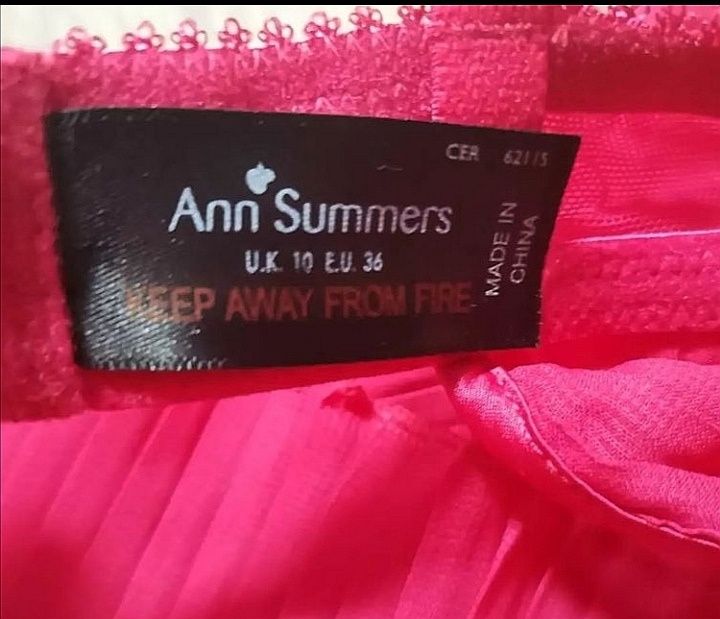 CER 62115
Ann Summers
U.K. 10 E.U. 36
KEEP AWAY FROM FIRE
MADE IN
CHINA